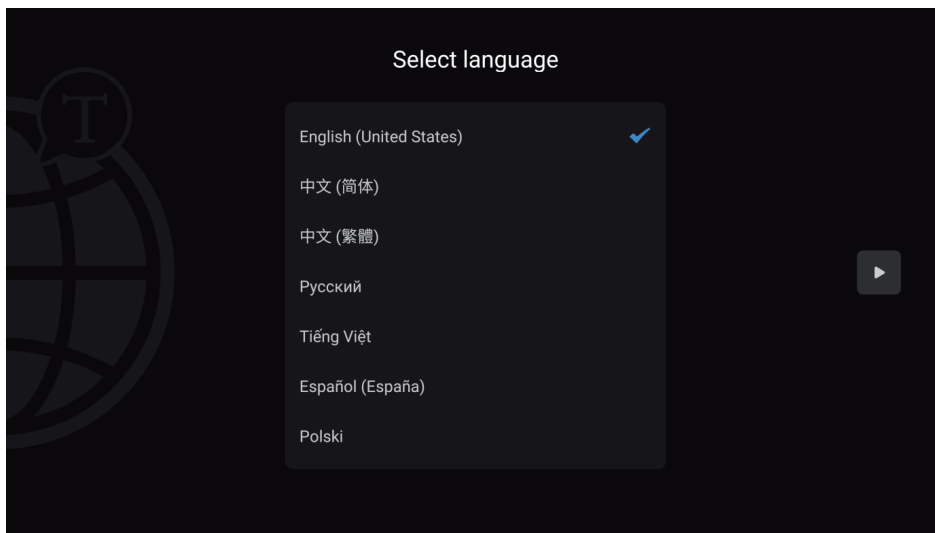 Select language
T
English (United States)
中文 (简体)
中文 (繁體)
Русский
Tiếng Việt
Español (España)
Polski